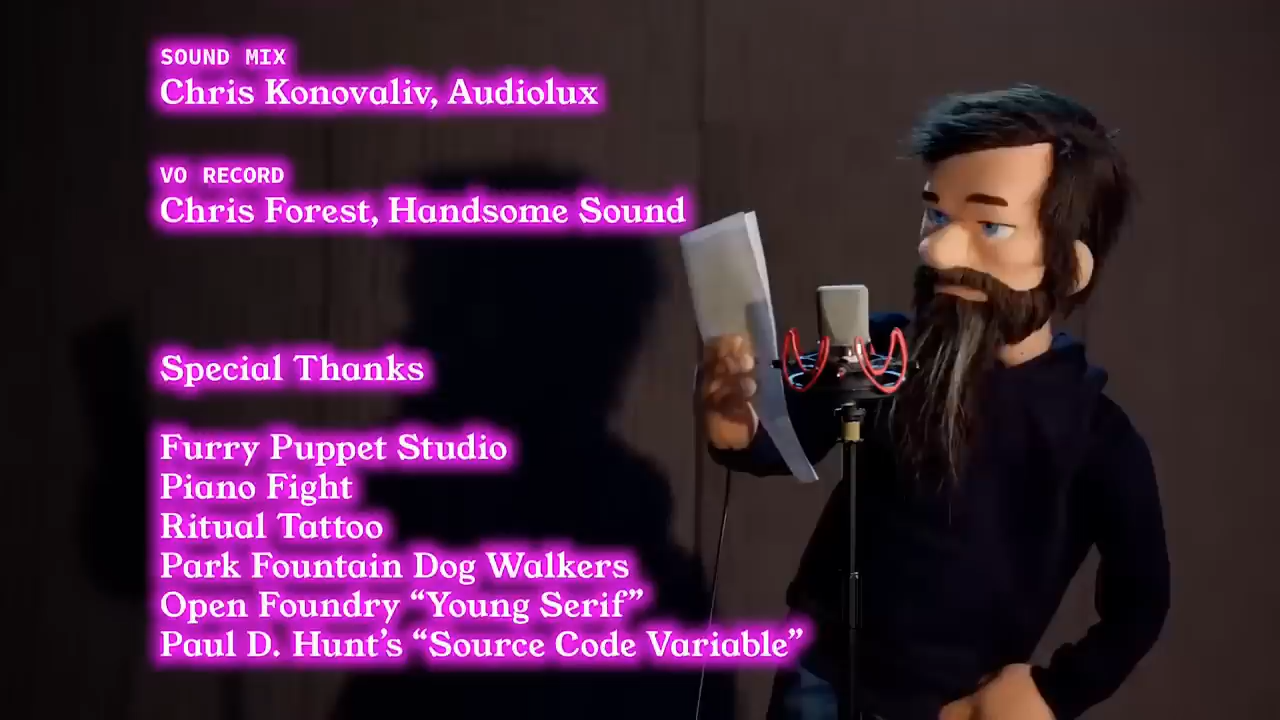 SOUND MIX
Chris Konovaliv, Audiolux
VO RECORD
Chris Forest, Handsome Sound
Special Thanks
Furry Puppet Studio
Piano Fight
Ritual Tattoo
Park Fountain Dog Walkers
Open Foundry “Young Serif”
Paul D. Hunt’s “Source Code Variable”